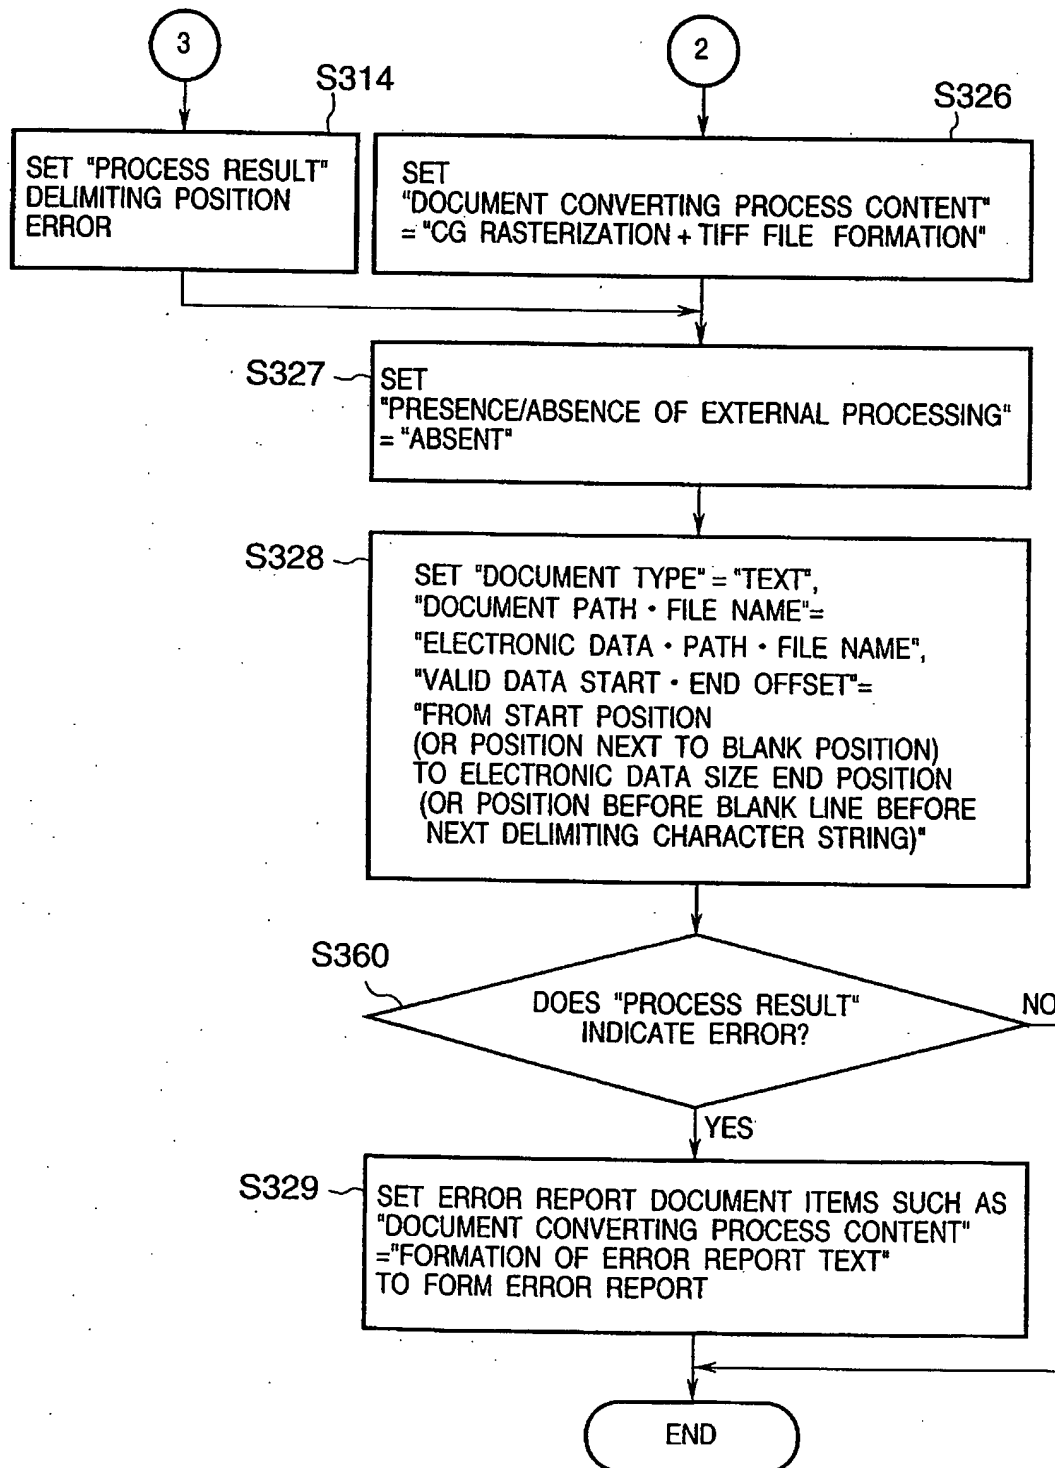 3
2
S314
S326
SET "PROCESS RESULT"
DELIMITING POSITION
ERROR
SET
"DOCUMENT CONVERTING PROCESS CONTENT"
= "CG RASTERIZATION + TIFF FILE FORMATION"
S327
SET
"PRESENCE/ABSENCE OF EXTERNAL PROCESSING"
= "ABSENT"
S328
SET "DOCUMENT TYPE" = "TEXT",
"DOCUMENT PATH • FILE NAME"=
"ELECTRONIC DATA • PATH • FILE NAME",
"VALID DATA START • END OFFSET"=
"FROM START POSITION
(OR POSITION NEXT TO BLANK POSITION)
TO ELECTRONIC DATA SIZE END POSITION
(OR POSITION BEFORE BLANK LINE BEFORE
NEXT DELIMITING CHARACTER STRING)"
S360
DOES "PROCESS RESULT"
INDICATE ERROR?
NO
YES
S329
SET ERROR REPORT DOCUMENT ITEMS SUCH AS
"DOCUMENT CONVERTING PROCESS CONTENT"
="FORMATION OF ERROR REPORT TEXT"
TO FORM ERROR REPORT
END